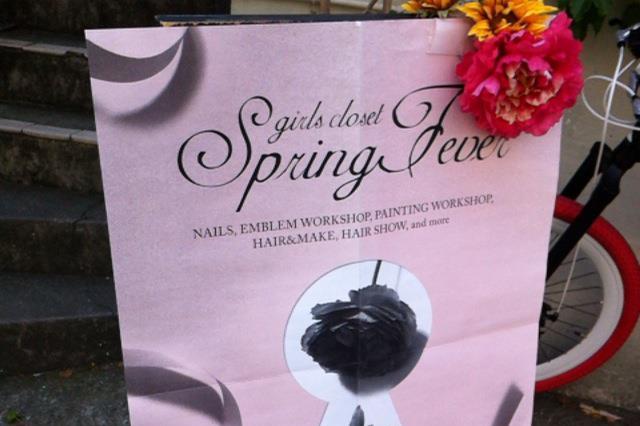 girls closet
Spring Fever
NAILS, EMBLEM WORKSHOP, PAINTING WORKSHOP,
HAIR&MAKE, HAIR SHOW, and more